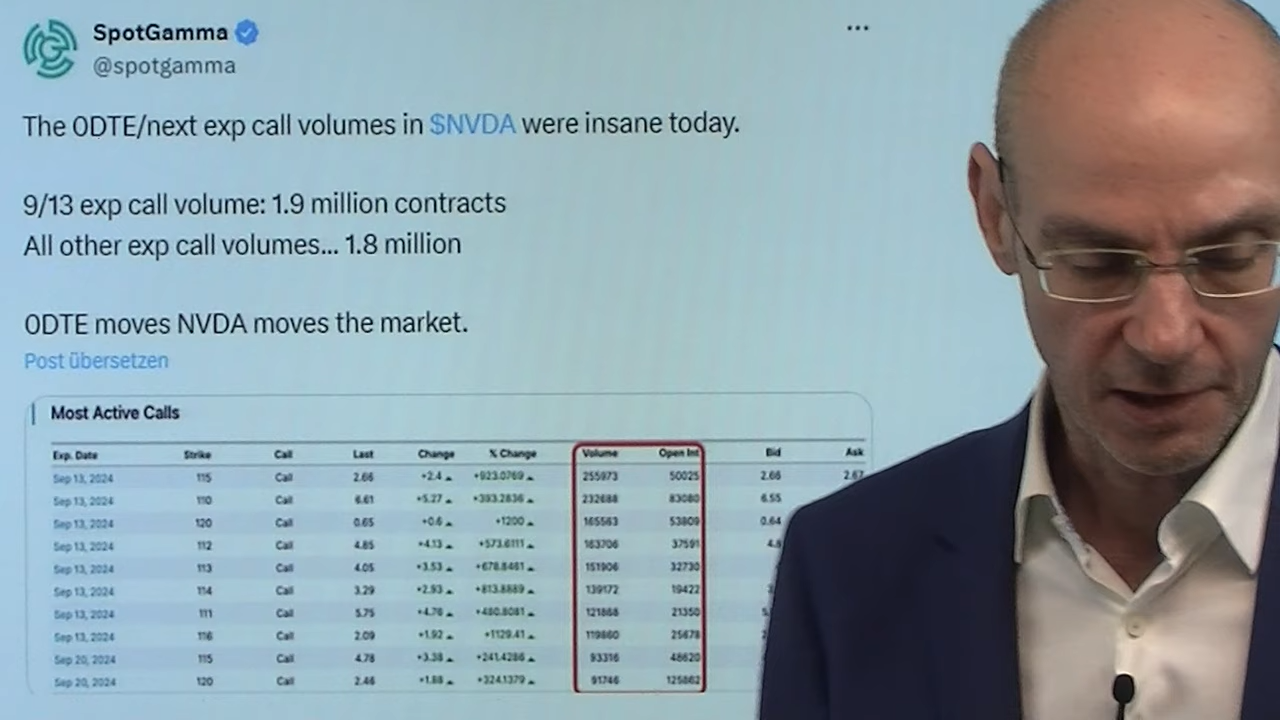 SpotGamma
@spotgamma
The 0DTE/next exp call volumes in $NVDA were insane today.
9/13 exp call volume: 1.9 million contracts
All other exp call volumes... 1.8 million
0DTE moves NVDA moves the market.
Post übersetzen
Most Active Calls
Exp. Date Strike Call Last Change % Change Volume Open Int Bid Ask
Sep 13, 2024 115 Call 2.66 +2.4 +923.0769 255973 50025 2.66 2.67
Sep 13, 2024 110 Call 6.61 +5.27 +393.2836 232688 83080 6.55
Sep 13, 2024 120 Call 0.65 +0.6 +1200 165563 53809 0.64
Sep 13, 2024 112 Call 4.85 +4.13 +573.6111 163706 37591
Sep 13, 2024 113 Call 4.05 +3.53 +678.8461 151906 32730
Sep 13, 2024 114 Call 3.29 +2.93 +813.8889 139172 19422
Sep 13, 2024 111 Call 5.75 +4.76 +480.8081 121868 21350
Sep 13, 2024 116 Call 2.09 +1.92 +1129.41 119860 25678
Sep 20, 2024 115 Call 4.78 +3.38 +241.4286 93316 48620
Sep 20, 2024 120 Call 2.46 +1.88 +324.1379 91746 125862